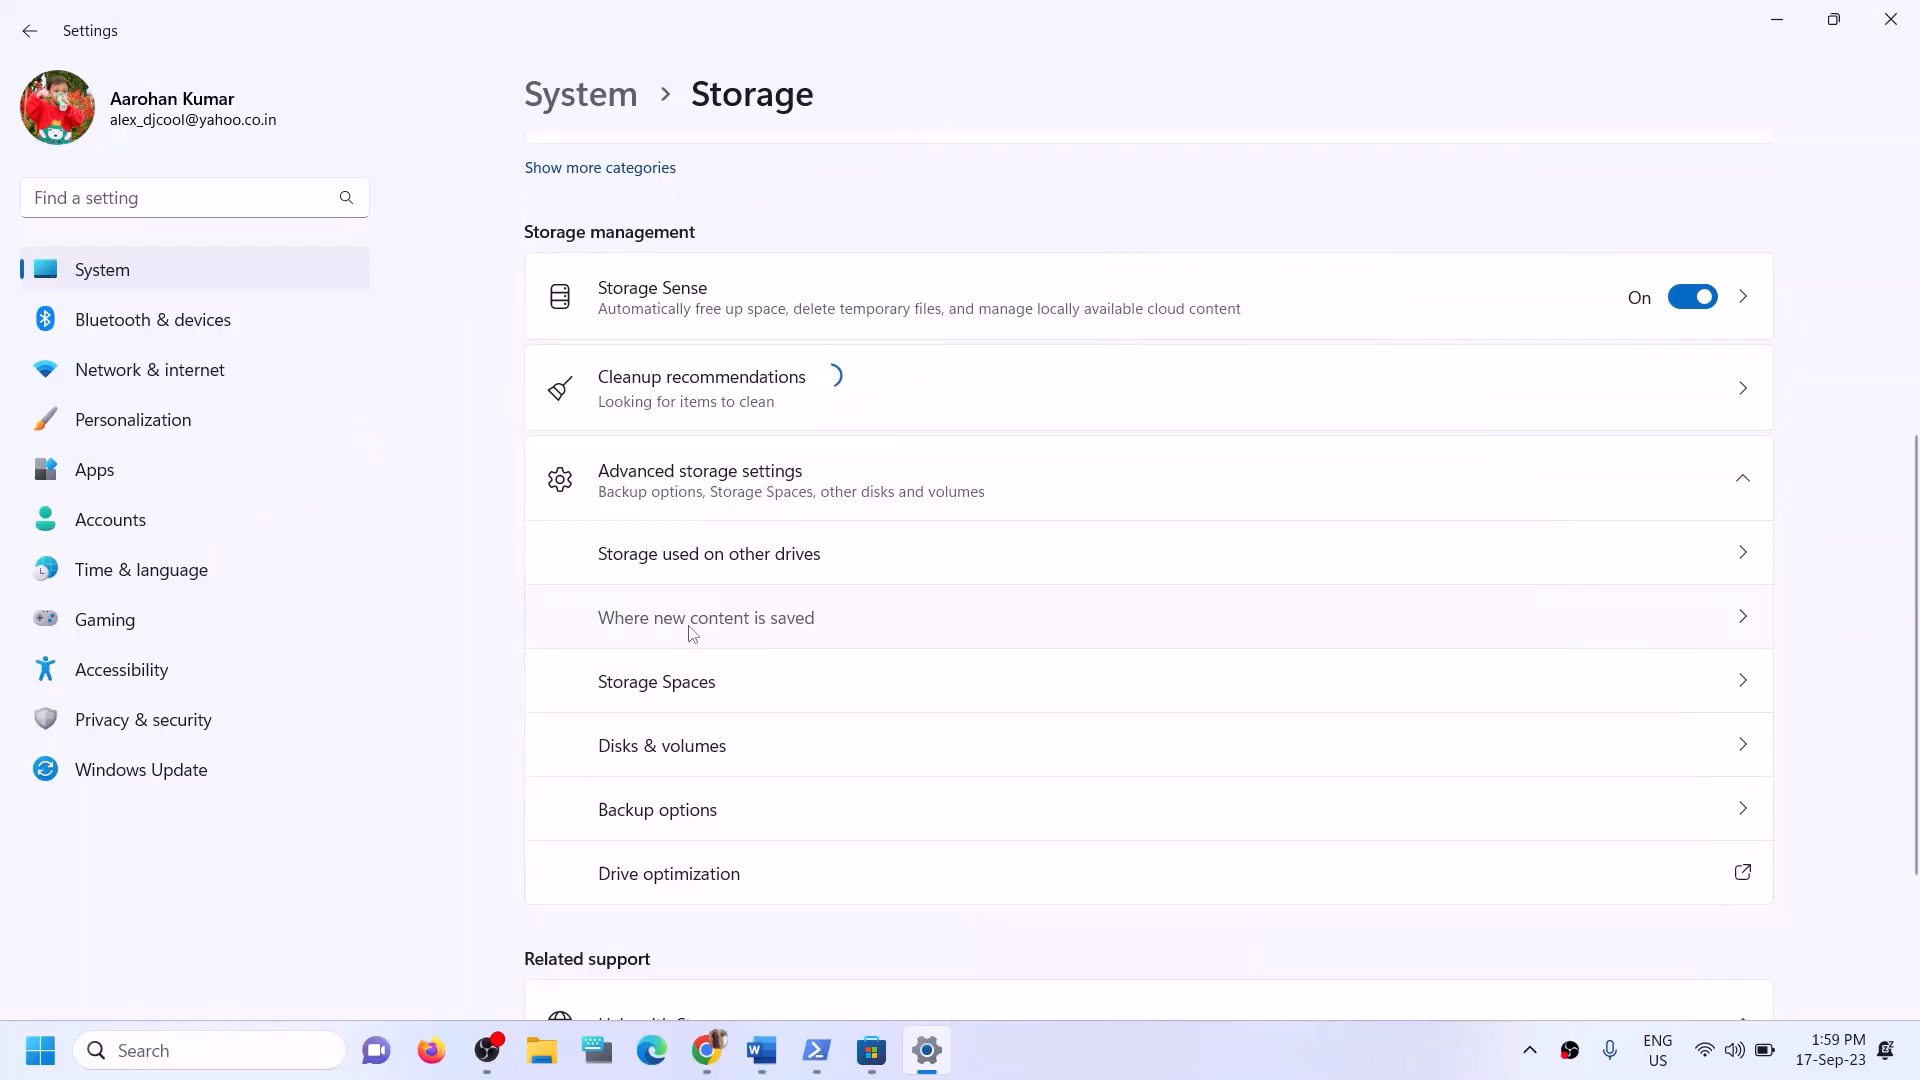 Settings
Aarohan Kumar
alex_djcool@yahoo.co.in
Find a setting
System
Bluetooth & devices
Network & internet
Personalization
Apps
Accounts
Time & language
Gaming
Accessibility
Privacy & security
Windows Update
System > Storage
Show more categories
Storage management
Storage Sense
Automatically free up space, delete temporary files, and manage locally available cloud content
On
Cleanup recommendations
Looking for items to clean
Advanced storage settings
Backup options, Storage Spaces, other disks and volumes
Storage used on other drives
Where new content is saved
Storage Spaces
Disks & volumes
Backup options
Drive optimization
Related support
Search
ENG
US
1:59 PM
17-Sep-23